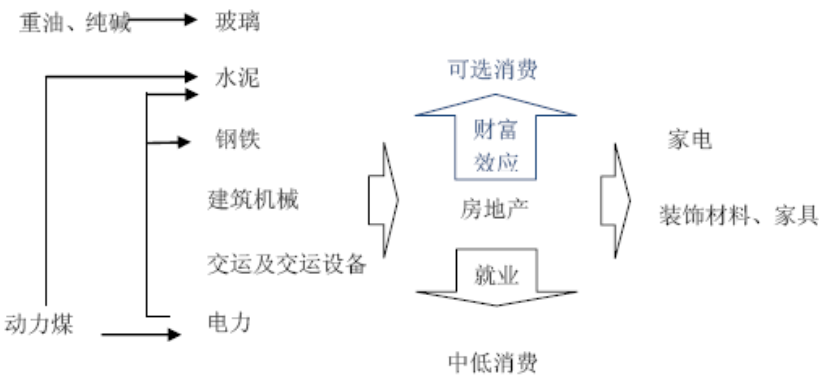 重油、纯碱
玻璃
水泥
钢铁
建筑机械
交运及交运设备
动力煤
电力
可选消费
财富
效应
房地产
就业
中低消费
家电
装饰材料、家具